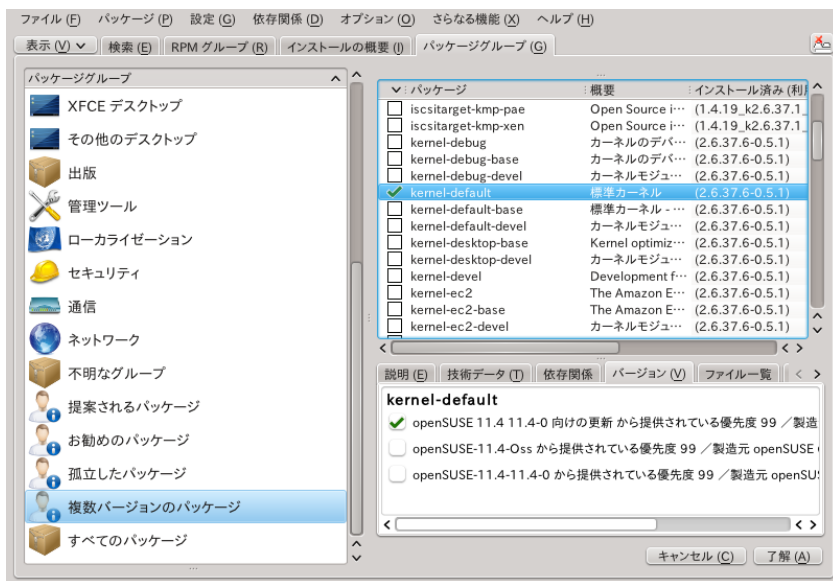 ファイル (F) パッケージ (P) 設定 (G) 依存関係 (D) オプション (O) さらなる機能 (X) ヘルプ (H)
表示 (V) 検索 (E) RPM グループ (R) インストールの概要 (I) パッケージグループ (G)
パッケージグループ
XFCE デスクトップ
その他のデスクトップ
出版
管理ツール
ローカライゼーション
セキュリティ
通信
ネットワーク
不明なグループ
提案されるパッケージ
お勧めのパッケージ
孤立したパッケージ
複数バージョンのパッケージ
すべてのパッケージ
パッケージ 概要 インストール済み (利
iscsitarget-kmp-pae Open Source i… (1.4.19_k2.6.37.1_
iscsitarget-kmp-xen Open Source i… (1.4.19_k2.6.37.1_
kernel-debug カーネルのデバ… (2.6.37.6-0.5.1)
kernel-debug-base カーネルのデバ… (2.6.37.6-0.5.1)
kernel-debug-devel カーネルモジュ… (2.6.37.6-0.5.1)
kernel-default 標準カーネル (2.6.37.6-0.5.1)
kernel-default-base 標準カーネル - … (2.6.37.6-0.5.1)
kernel-default-devel カーネルモジュ… (2.6.37.6-0.5.1)
kernel-desktop-base Kernel optimiz… (2.6.37.6-0.5.1)
kernel-desktop-devel カーネルモジュ… (2.6.37.6-0.5.1)
kernel-devel Development f… (2.6.37.6-0.5.1)
kernel-ec2 The Amazon E… (2.6.37.6-0.5.1)
kernel-ec2-base The Amazon E… (2.6.37.6-0.5.1)
kernel-ec2-devel カーネルモジュ… (2.6.37.6-0.5.1)
説明 (E) 技術データ (T) 依存関係 バージョン (V) ファイル一覧
kernel-default
openSUSE 11.4 11.4-0 向けの更新 から提供されている優先度 99 ／製造
openSUSE-11.4-Oss から提供されている優先度 99 ／製造元 openSUSE
openSUSE-11.4-11.4-0 から提供されている優先度 99 ／製造元 openSU
キャンセル (C) 了解 (A)